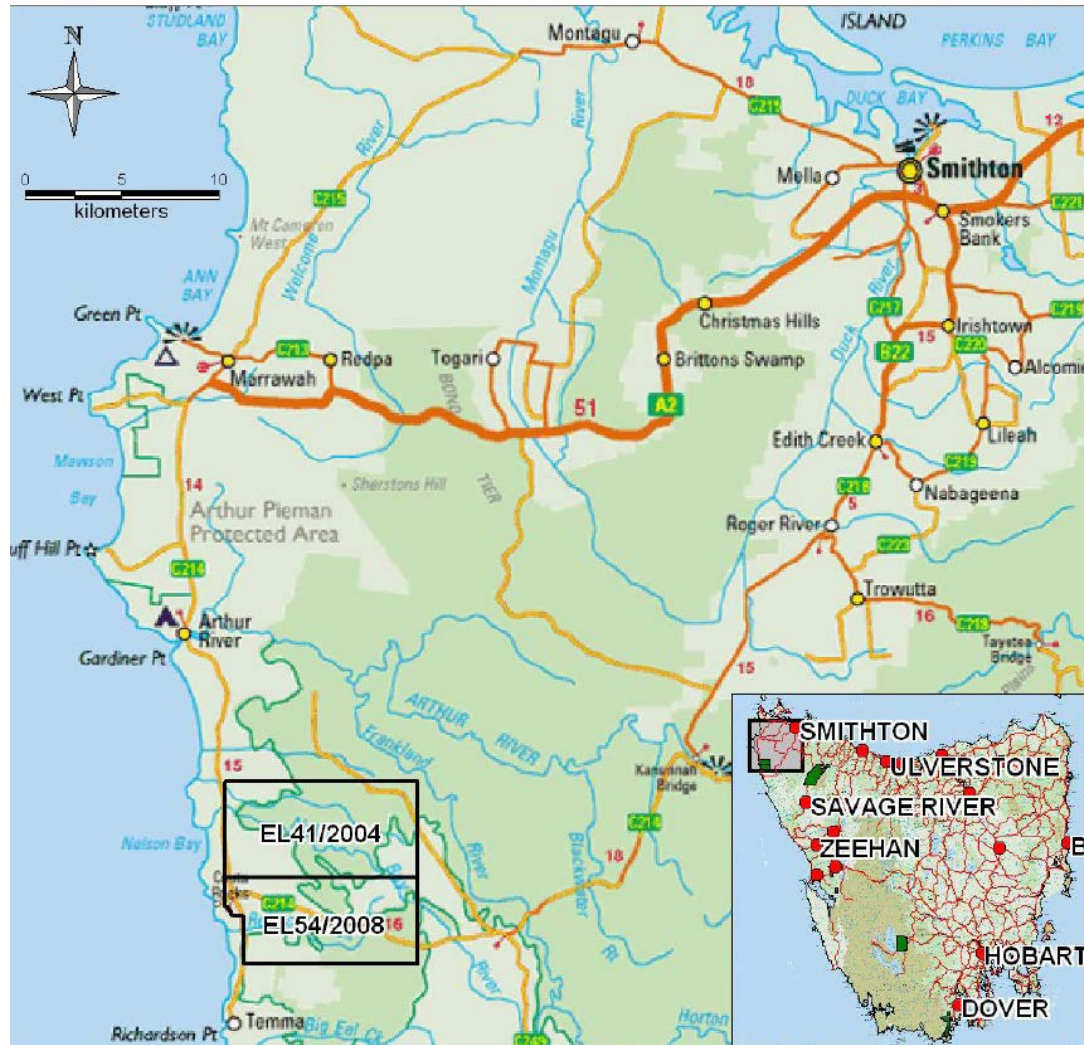 STUDLAND
BAY
N
0 5 10
kilometers
Montagu
18
C215
ISLAND
PERKINS BAY
DUCK BAY
12
Smithton
Mella
C221
Smokers
Bank
River
River
C215
Mt Cameron
West
Welcome
Montagu
ANN
BAY
Green Pt
C213
Redpa
Marrawah
Togari
Christmas Hills
Brittons Swamp
A2
51
River
Duck
C217
15
B22
Irishtown
C219
C220
Alcomie
Lileah
Edith Creek
C219
C218
Nabageena
5
Roger River
C223
Trowutta
16
C218
Tayetea
Bridge
Plains
West Pt
Mawson
Bay
14
BOND
TIER
Sherstons Hill
Arthur Pieman
Protected Area
uff Hill Pt
C214
Arthur
River
Gardiner Pt
15
15
ARTHUR
RIVER
Frankland
River
Kanunnah
Bridge
C214
Blackwater
Rt
18
Nelson Bay
EL41/2004
C214
16
EL54/2008
River
Temma
Richardson Pt
Big Eel Ck
C249
Horton
SMITHTON
ULVERSTONE
SAVAGE RIVER
ZEEHAN
B
HOBART
DOVER